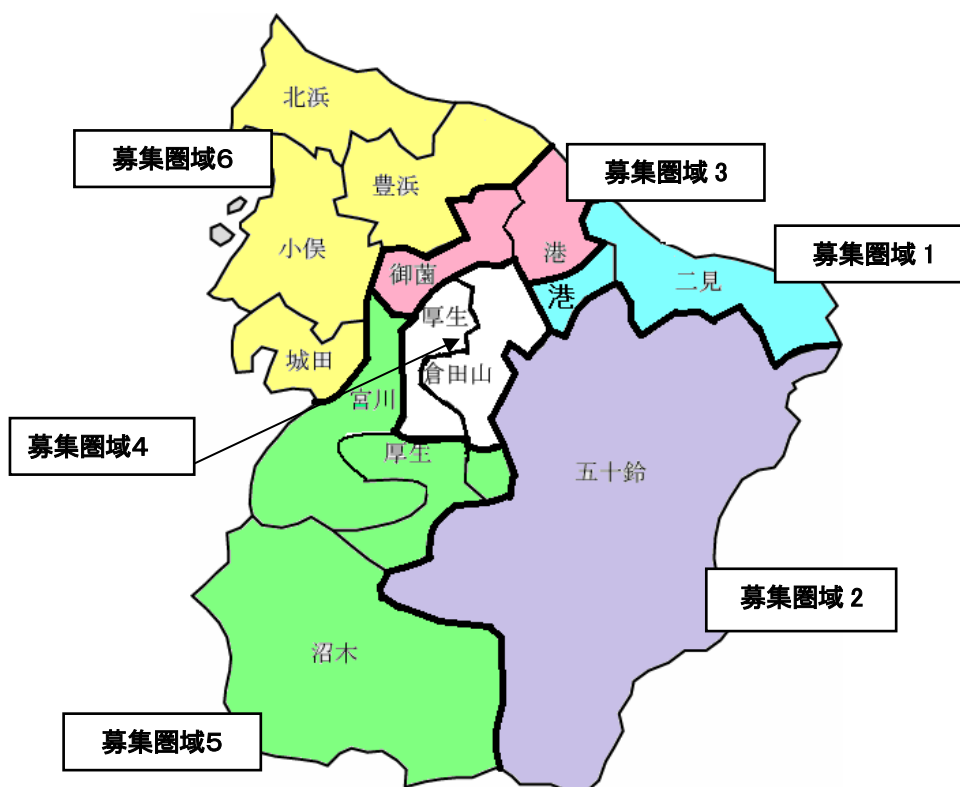 北浜
募集圏域6
募集圏域3
豊浜
小俣
港
募集圏域1
御薗
二見
港
厚生
城田
倉田山
宮川
募集圏域4
厚生
五十鈴
募集圏域2
沼木
募集圏域5